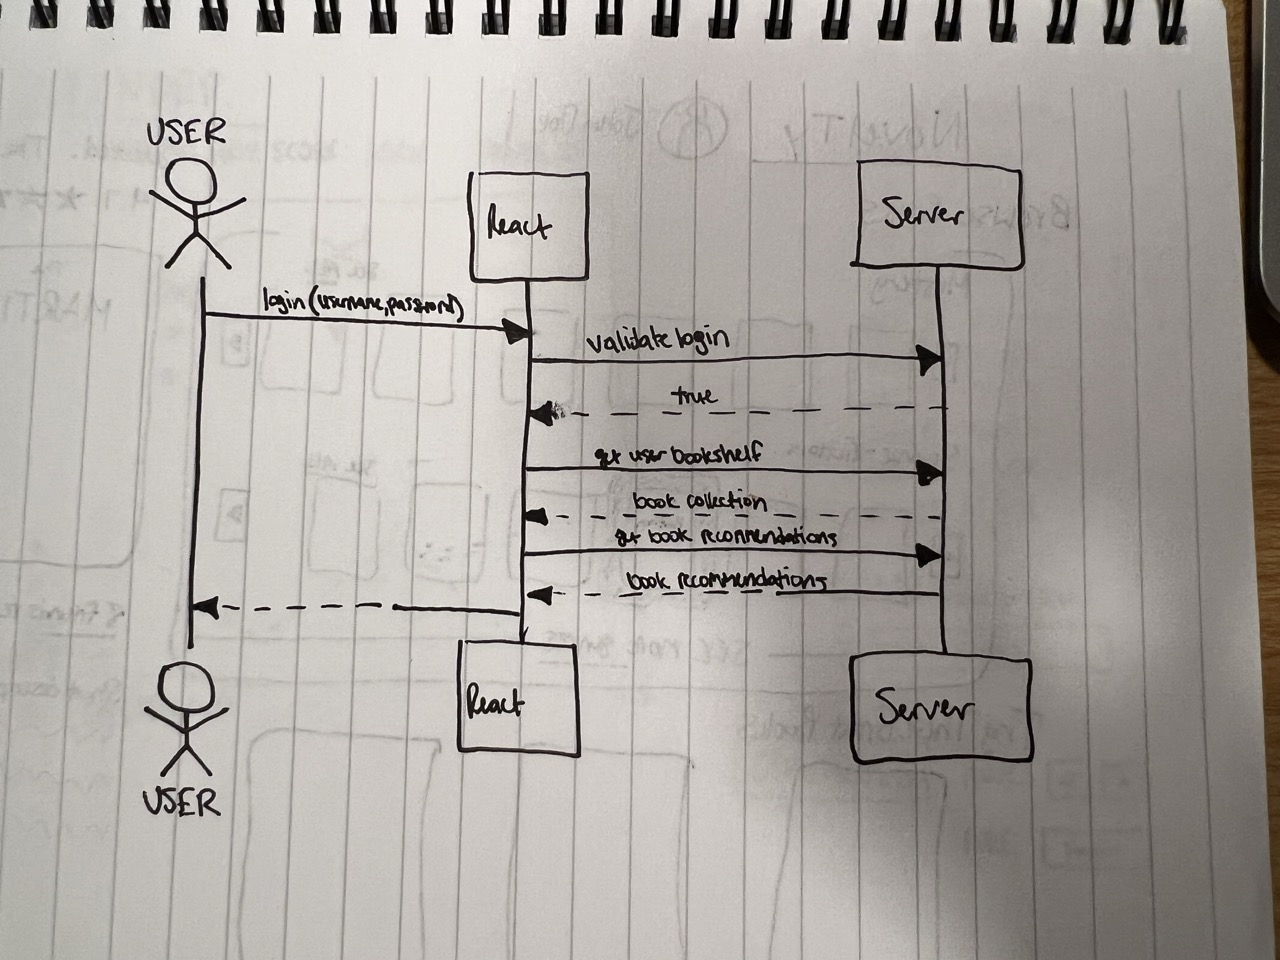 USER
React
Server
login (username, password)
validate login
true
get user bookshelf
book collection
get book recommendations
book recommendations
React
Server
USER